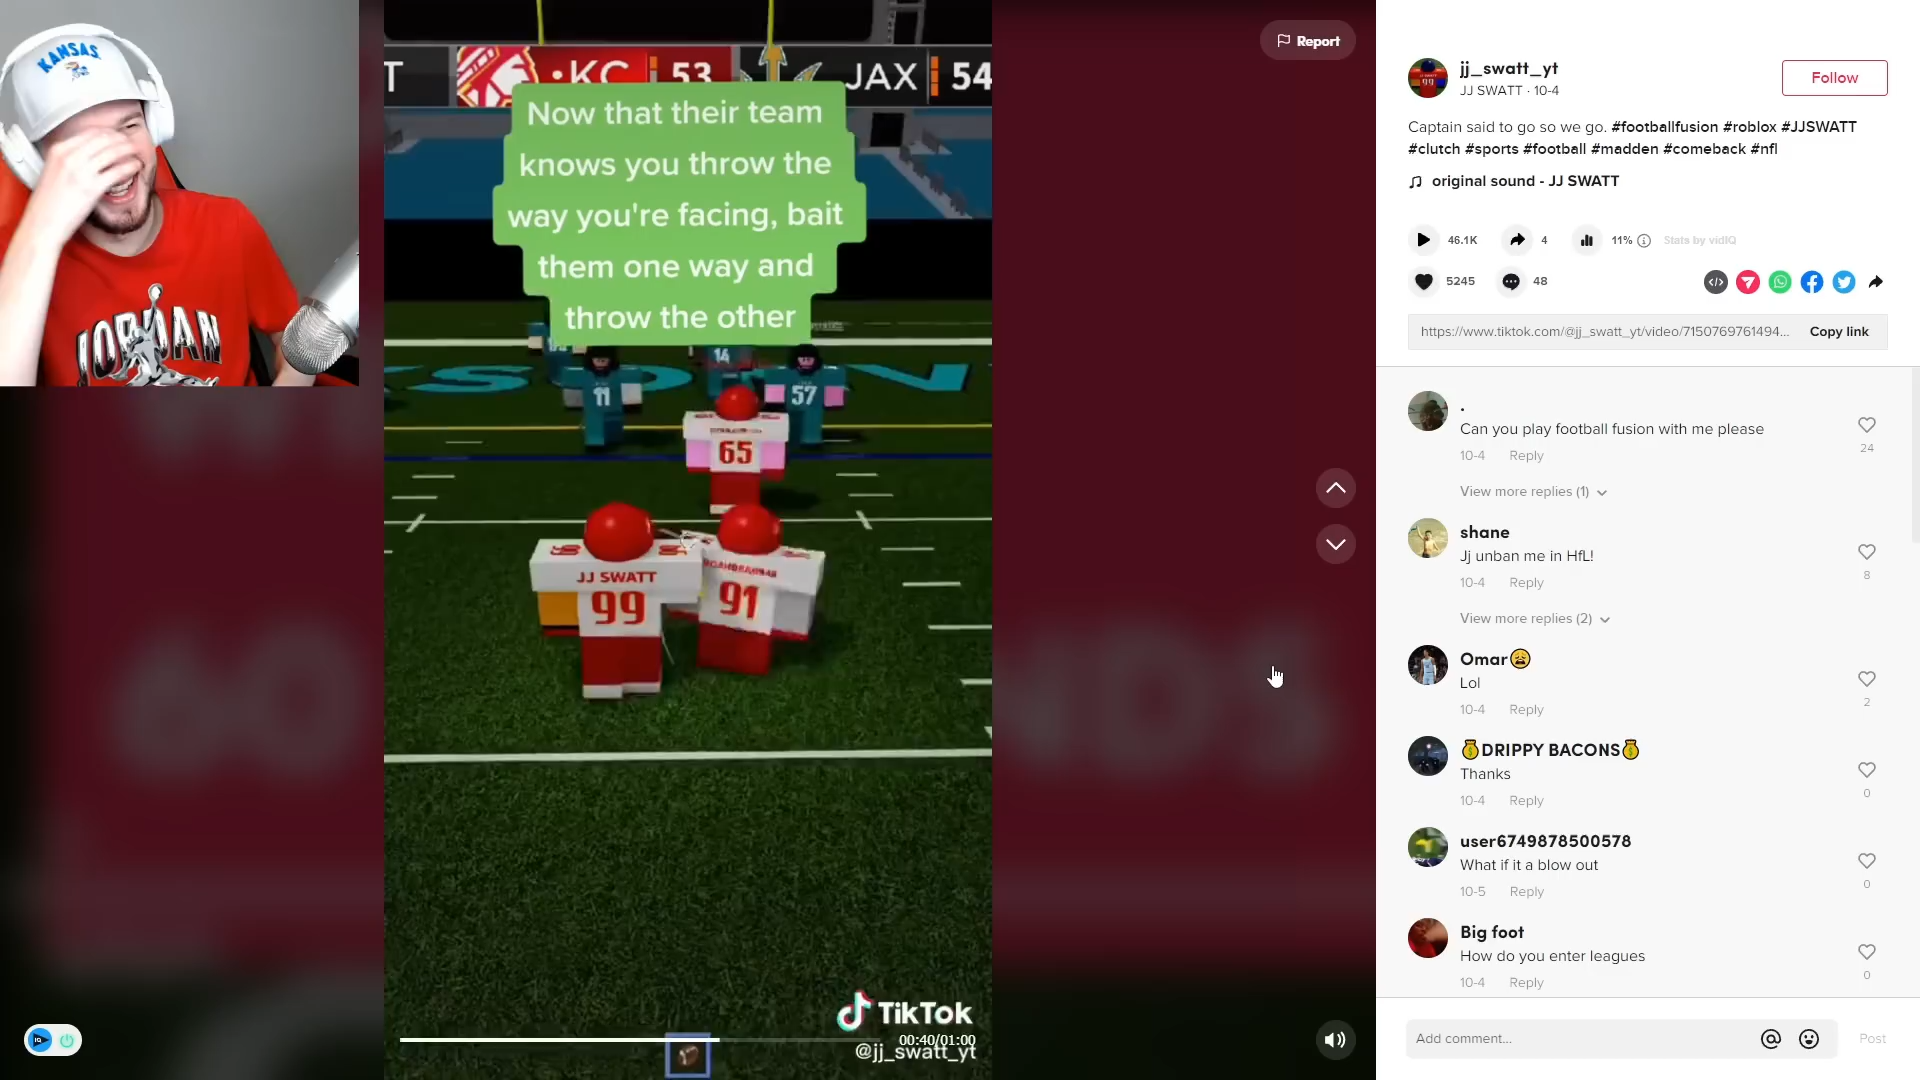 KANSAS
JORDAN
T
KC
53
JAX
54
Now that their team
knows you throw the
way you're facing, bait
them one way and
throw the other
14
11
57
65
JJ SWATT
99
91
TikTok
00:40/01:00
@jj_swatt_yt
Report
jj_swatt_yt
JJ SWATT · 10-4
Follow
Captain said to go so we go. #footballfusion #roblox #JJSWATT
#clutch #sports #football #madden #comeback #nfl
original sound - JJ SWATT
46.1K
4
11%
Stats by vidIQ
5245
48
https://www.tiktok.com/@jj_swatt_yt/video/7150769761494...
Copy link
.
Can you play football fusion with me please
24
10-4 Reply
View more replies (1)
shane
Jj unban me in HfL!
8
10-4 Reply
View more replies (2)
Omar😩
Lol
2
10-4 Reply
💰DRIPPY BACONS💰
Thanks
0
10-4 Reply
user6749878500578
What if it a blow out
0
10-5 Reply
Big foot
How do you enter leagues
0
10-4 Reply
Add comment...
Post